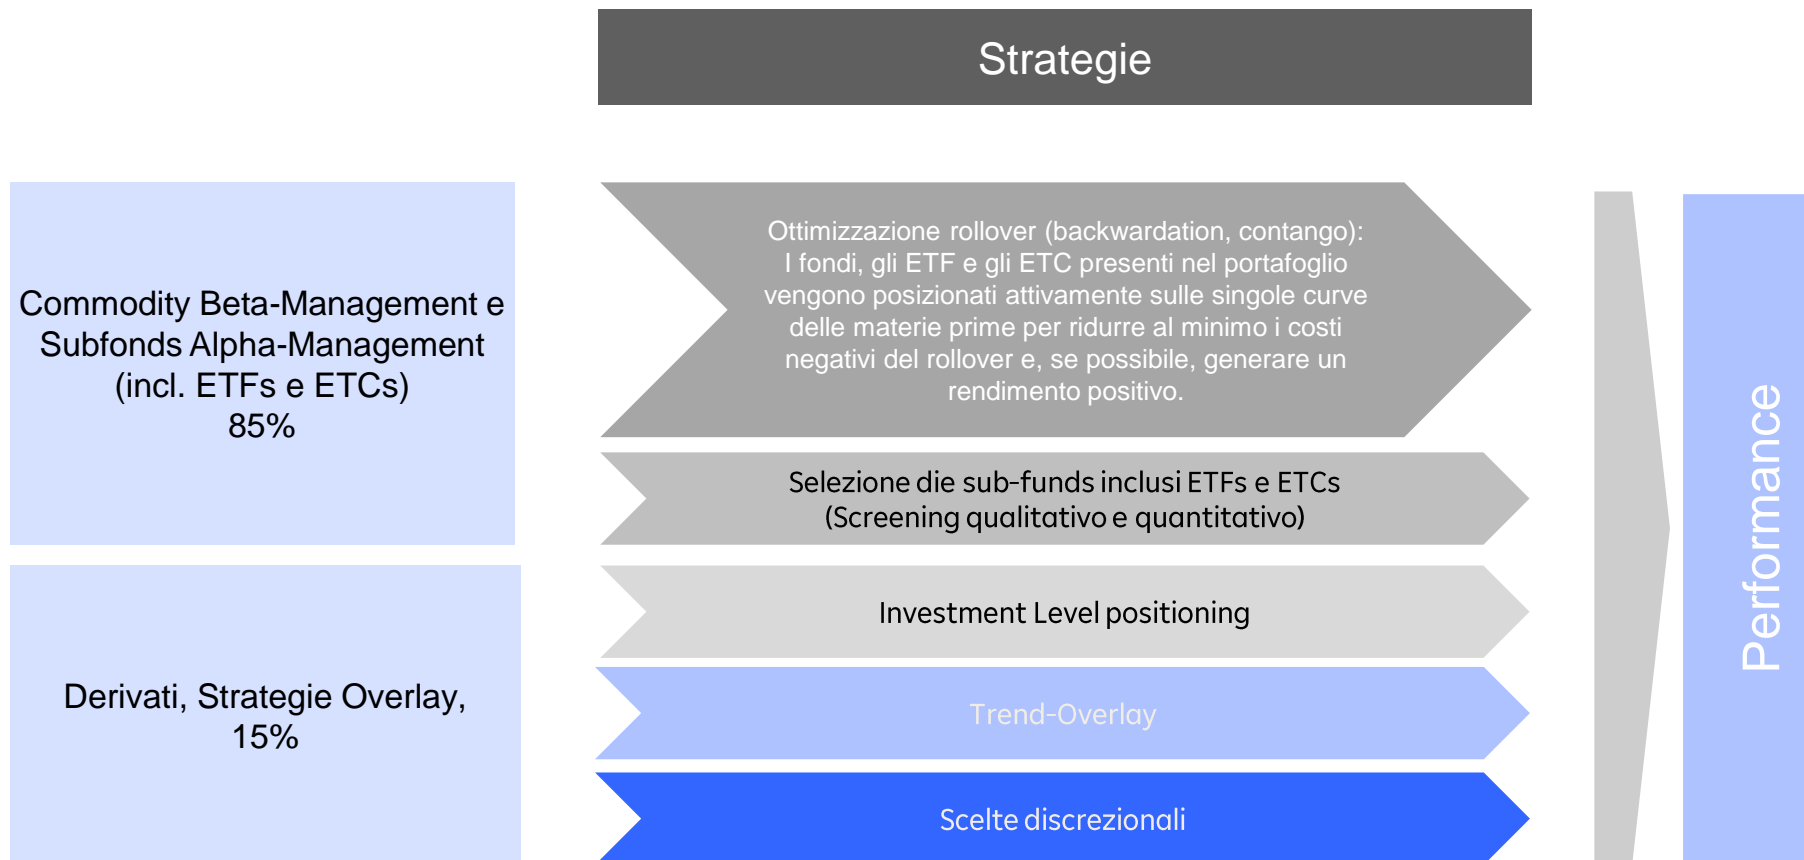 Strategie
Commodity Beta-Management e
Subfonds Alpha-Management
(incl. ETFs e ETCs)
85%
Ottimizzazione rollover (backwardation, contango):
I fondi, gli ETF e gli ETC presenti nel portafoglio
vengono posizionati attivamente sulle singole curve
delle materie prime per ridurre al minimo i costi
negativi del rollover e, se possibile, generare un
rendimento positivo.
Selezione die sub-funds inclusi ETFs e ETCs
(Screening qualitativo e quantitativo)
Derivati, Strategie Overlay,
15%
Investment Level positioning
Trend-Overlay
Scelte discrezionali
Performance